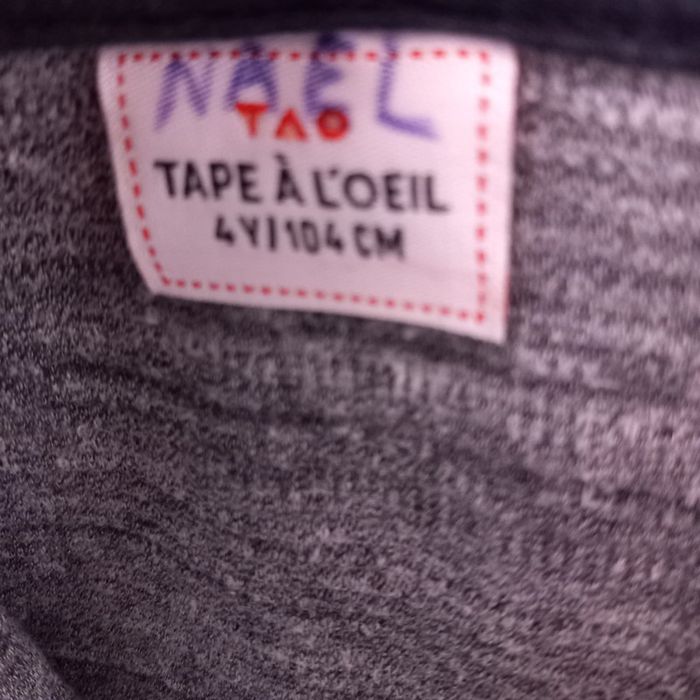 NAËL
TAO
TAPE À L'OEIL
4Y/104 CM